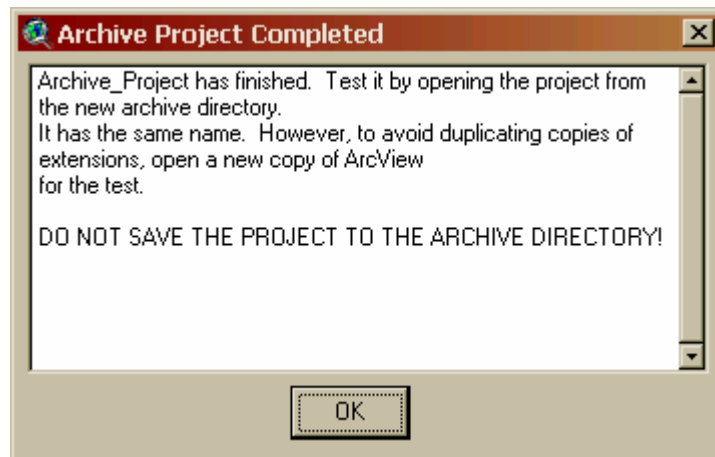 Archive Project Completed
Archive_Project has finished.  Test it by opening the project from
the new archive directory.
It has the same name.  However, to avoid duplicating copies of
extensions, open a new copy of ArcView
for the test.
DO NOT SAVE THE PROJECT TO THE ARCHIVE DIRECTORY!
OK